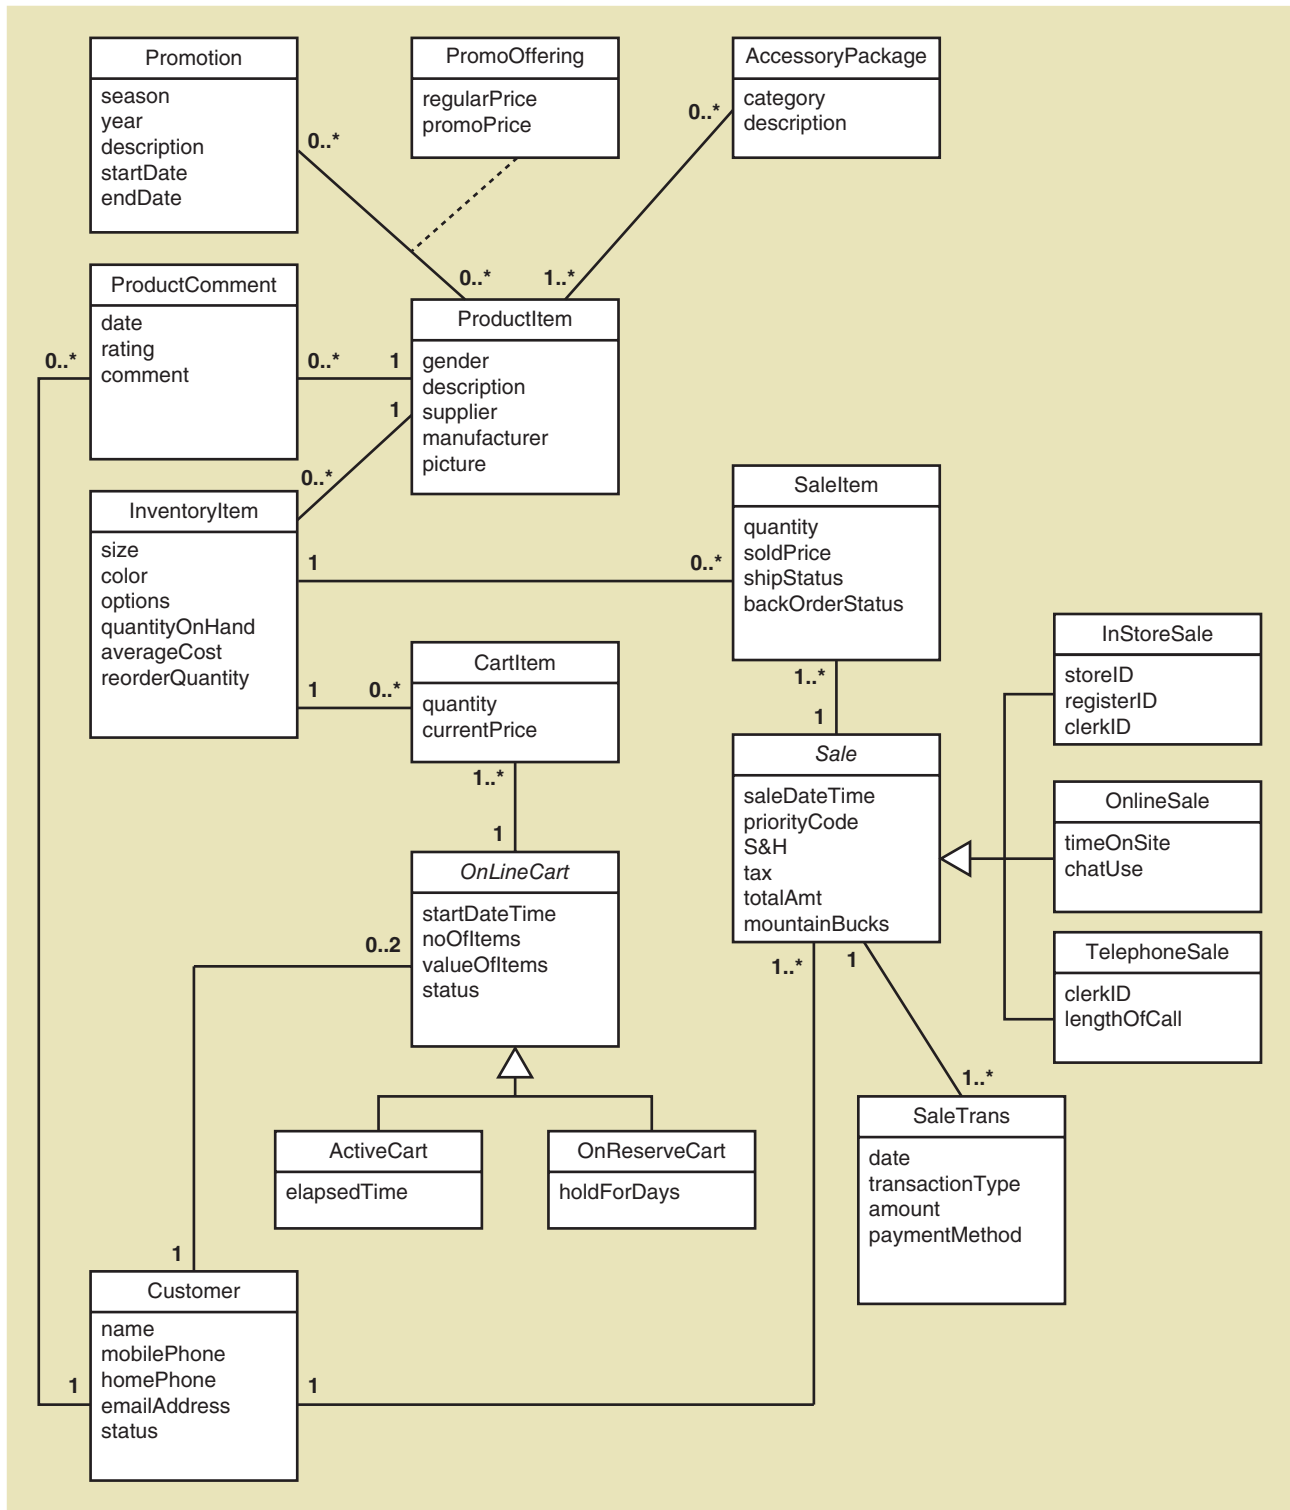 Promotion
season
year
description
startDate
endDate
PromoOffering
regularPrice
promoPrice
AccessoryPackage
category
description
0..*
0..*
0..*
1..*
ProductComment
date
rating
comment
ProductItem
gender
description
supplier
manufacturer
picture
0..*
0..*
1
1
0..*
InventoryItem
size
color
options
quantityOnHand
averageCost
reorderQuantity
SaleItem
quantity
soldPrice
shipStatus
backOrderStatus
1
0..*
CartItem
quantity
currentPrice
1
0..*
1..*
1
1..*
1
InStoreSale
storeID
registerID
clerkID
Sale
saleDateTime
priorityCode
S&H
tax
totalAmt
mountainBucks
OnlineSale
timeOnSite
chatUse
OnLineCart
startDateTime
noOfItems
valueOfItems
status
0..2
TelephoneSale
clerkID
lengthOfCall
1..*
1
1..*
ActiveCart
elapsedTime
OnReserveCart
holdForDays
SaleTrans
date
transactionType
amount
paymentMethod
1
Customer
name
mobilePhone
homePhone
emailAddress
status
1
1